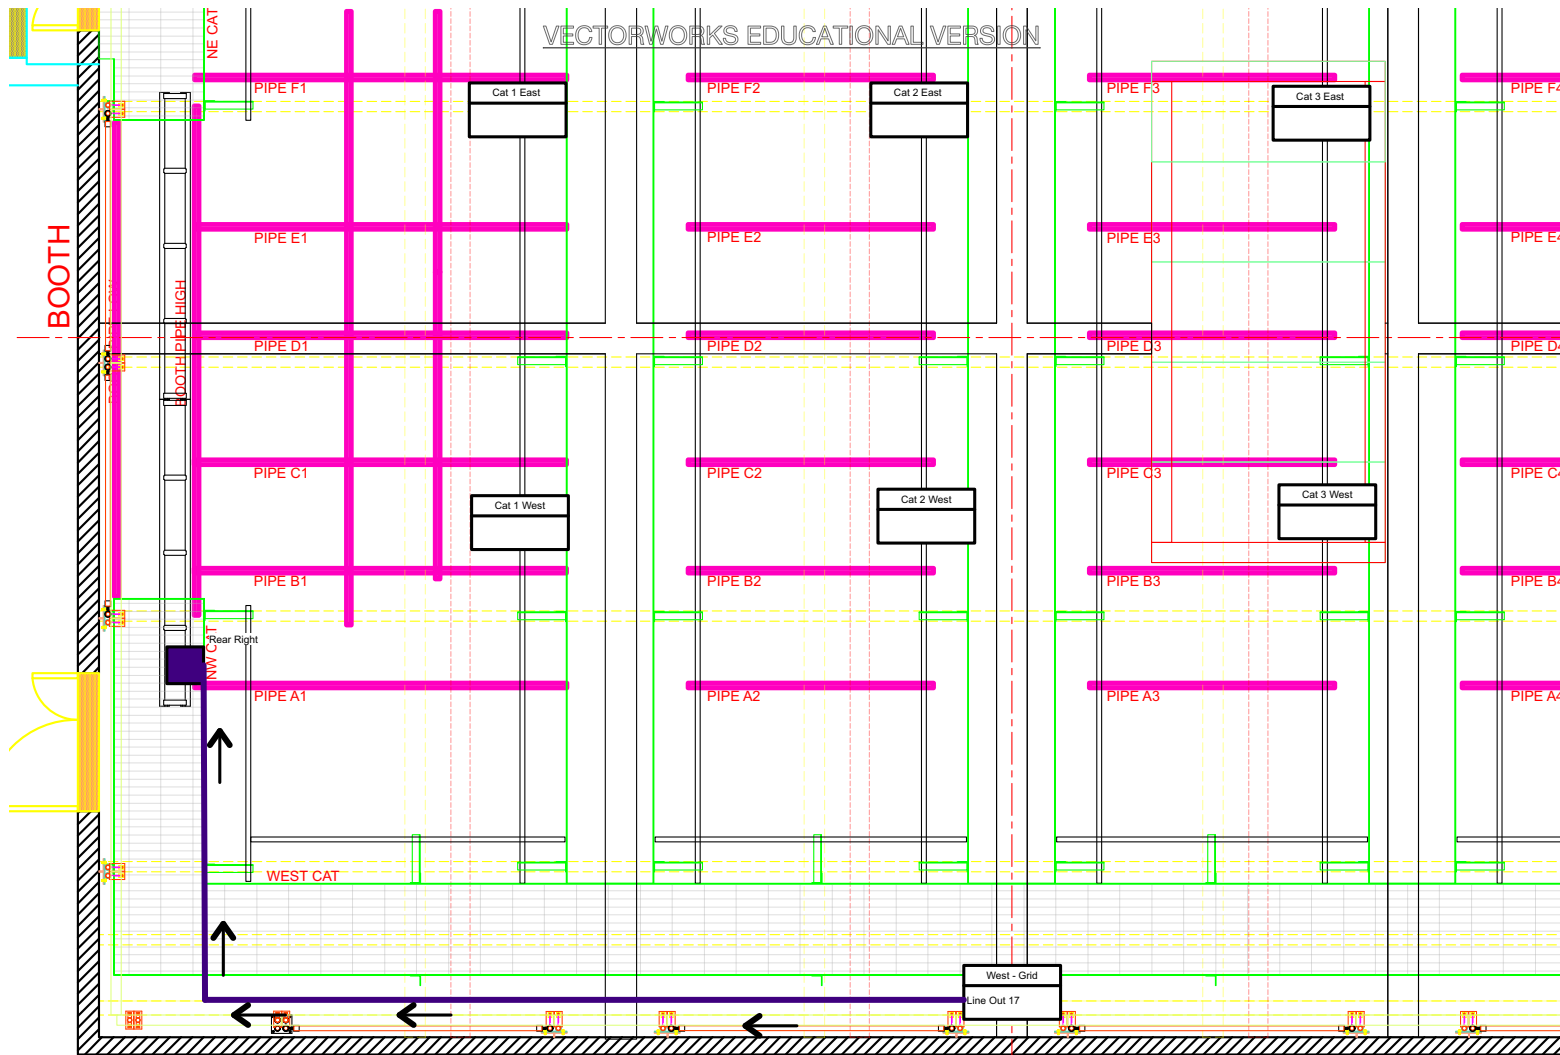 VECTORWORKS EDUCATIONAL VERSION
NE CAT
PIPE F1
Cat 1 East
PIPE F2
Cat 2 East
PIPE F3
Cat 3 East
PIPE F4
BOOTH
PIPE E1
PIPE E2
PIPE E3
PIPE E4
BOOTH PIPE HIGH
PIPE D1
PIPE D2
PIPE D3
PIPE D4
PIPE C1
PIPE C2
PIPE C3
PIPE C4
Cat 1 West
Cat 2 West
Cat 3 West
PIPE B1
PIPE B2
PIPE B3
PIPE B4
Rear Right
NW CAT
PIPE A1
PIPE A2
PIPE A3
PIPE A4
WEST CAT
West - Grid
Line Out 17